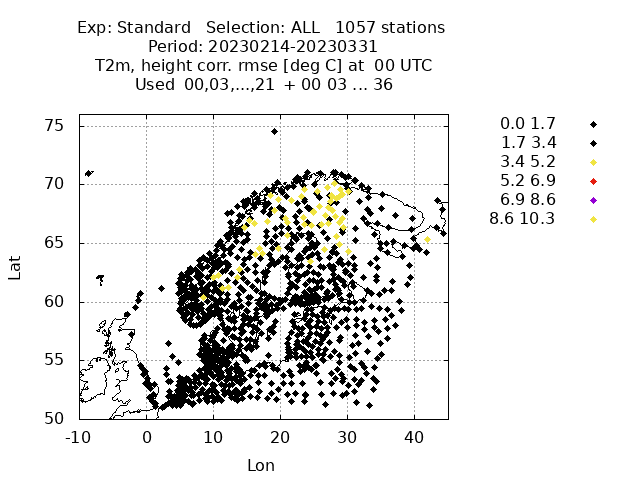 Exp: Standard   Selection: ALL   1057 stations
Period: 20230214-20230331
T2m, height corr. rmse [deg C] at  00 UTC
Used  00,03,...,21  + 00 03 ... 36
0.0 1.7
1.7  3.4
3.4 5.2
5.2 6.9
6.9 8.6
8.6 10.3
75
70
65
60
55
50
Lat
-10 0 10 20 30 40
Lon